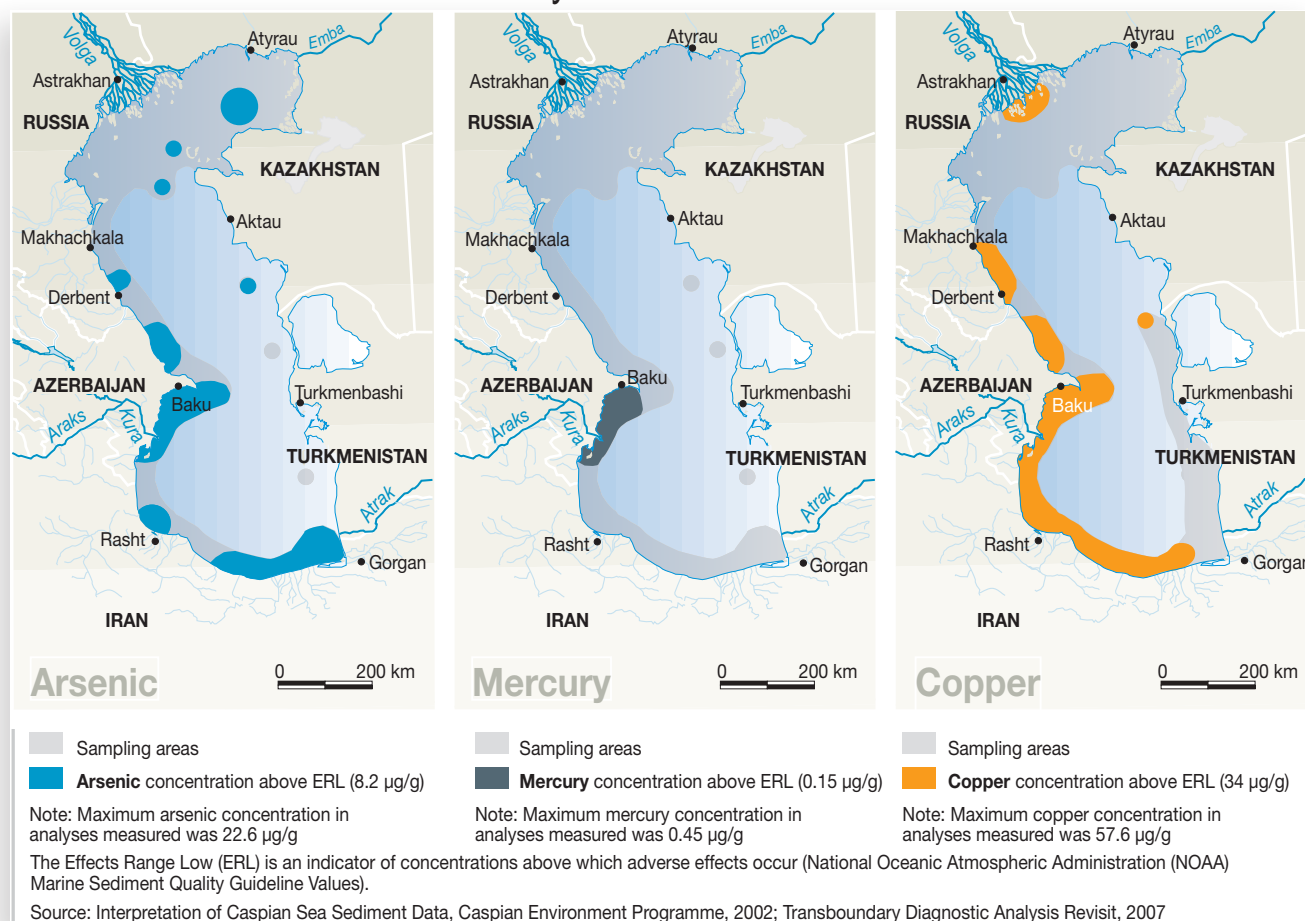 Volga
Atyrau
Emba
Astrakhan
RUSSIA
KAZAKHSTAN
Aktau
Makhachkala
Derbent
AZERBAIJAN
Baku
Turkmenbashi
Araks
Kura
TURKMENISTAN
Atrak
Rasht
Gorgan
IRAN
Arsenic
0 200 km
Volga
Atyrau
Emba
Astrakhan
RUSSIA
KAZAKHSTAN
Aktau
Makhachkala
Derbent
AZERBAIJAN
Baku
Turkmenbashi
Araks
Kura
TURKMENISTAN
Atrak
Rasht
Gorgan
IRAN
Mercury
0 200 km
Volga
Atyrau
Emba
Astrakhan
RUSSIA
KAZAKHSTAN
Aktau
Makhachkala
Derbent
AZERBAIJAN
Baku
Turkmenbashi
Araks
Kura
TURKMENISTAN
Atrak
Rasht
Gorgan
IRAN
Copper
0 200 km
Sampling areas
Arsenic concentration above ERL (8.2 µg/g)
Note: Maximum arsenic concentration in
analyses measured was 22.6 µg/g
Sampling areas
Mercury concentration above ERL (0.15 µg/g)
Note: Maximum mercury concentration in
analyses measured was 0.45 µg/g
Sampling areas
Copper concentration above ERL (34 µg/g)
Note: Maximum copper concentration in
analyses measured was 57.6 µg/g
The Effects Range Low (ERL) is an indicator of concentrations above which adverse effects occur (National Oceanic Atmospheric Administration (NOAA)
Marine Sediment Quality Guideline Values).
Source: Interpretation of Caspian Sea Sediment Data, Caspian Environment Programme, 2002; Transboundary Diagnostic Analysis Revisit, 2007